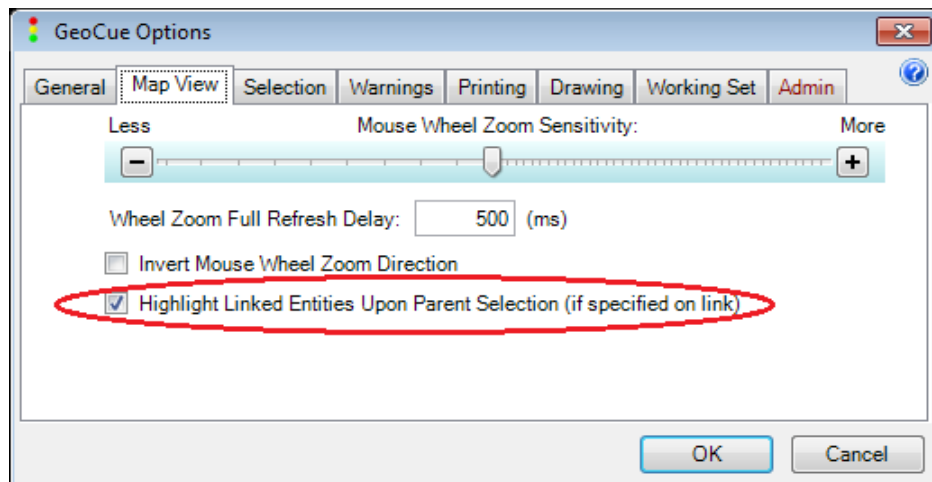 GeoCue Options
General Map View Selection Warnings Printing Drawing Working Set Admin
Less Mouse Wheel Zoom Sensitivity: More
Wheel Zoom Full Refresh Delay: 500 (ms)
Invert Mouse Wheel Zoom Direction
Highlight Linked Entities Upon Parent Selection (if specified on link)
OK Cancel